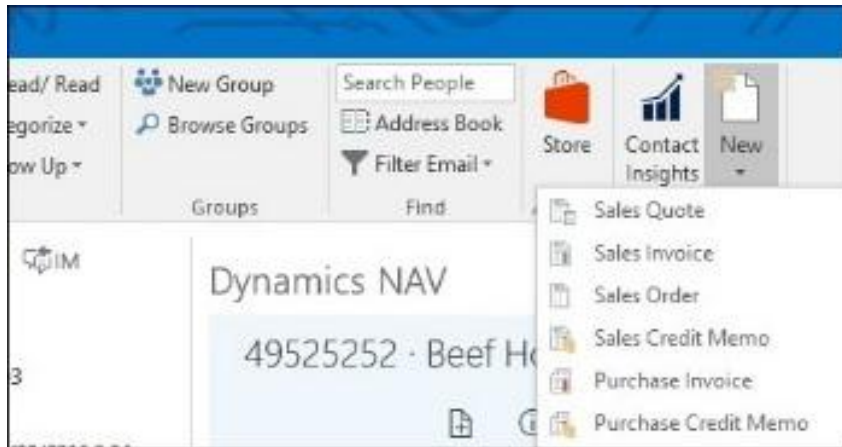 ead/ Read
egorize
ow Up
New Group
Browse Groups
Groups
Search People
Address Book
Filter Email
Find
Store
Contact
Insights
New
Sales Quote
Sales Invoice
Sales Order
Sales Credit Memo
Purchase Invoice
Purchase Credit Memo
IM
3
Dynamics NAV
49525252 · Beef Ho